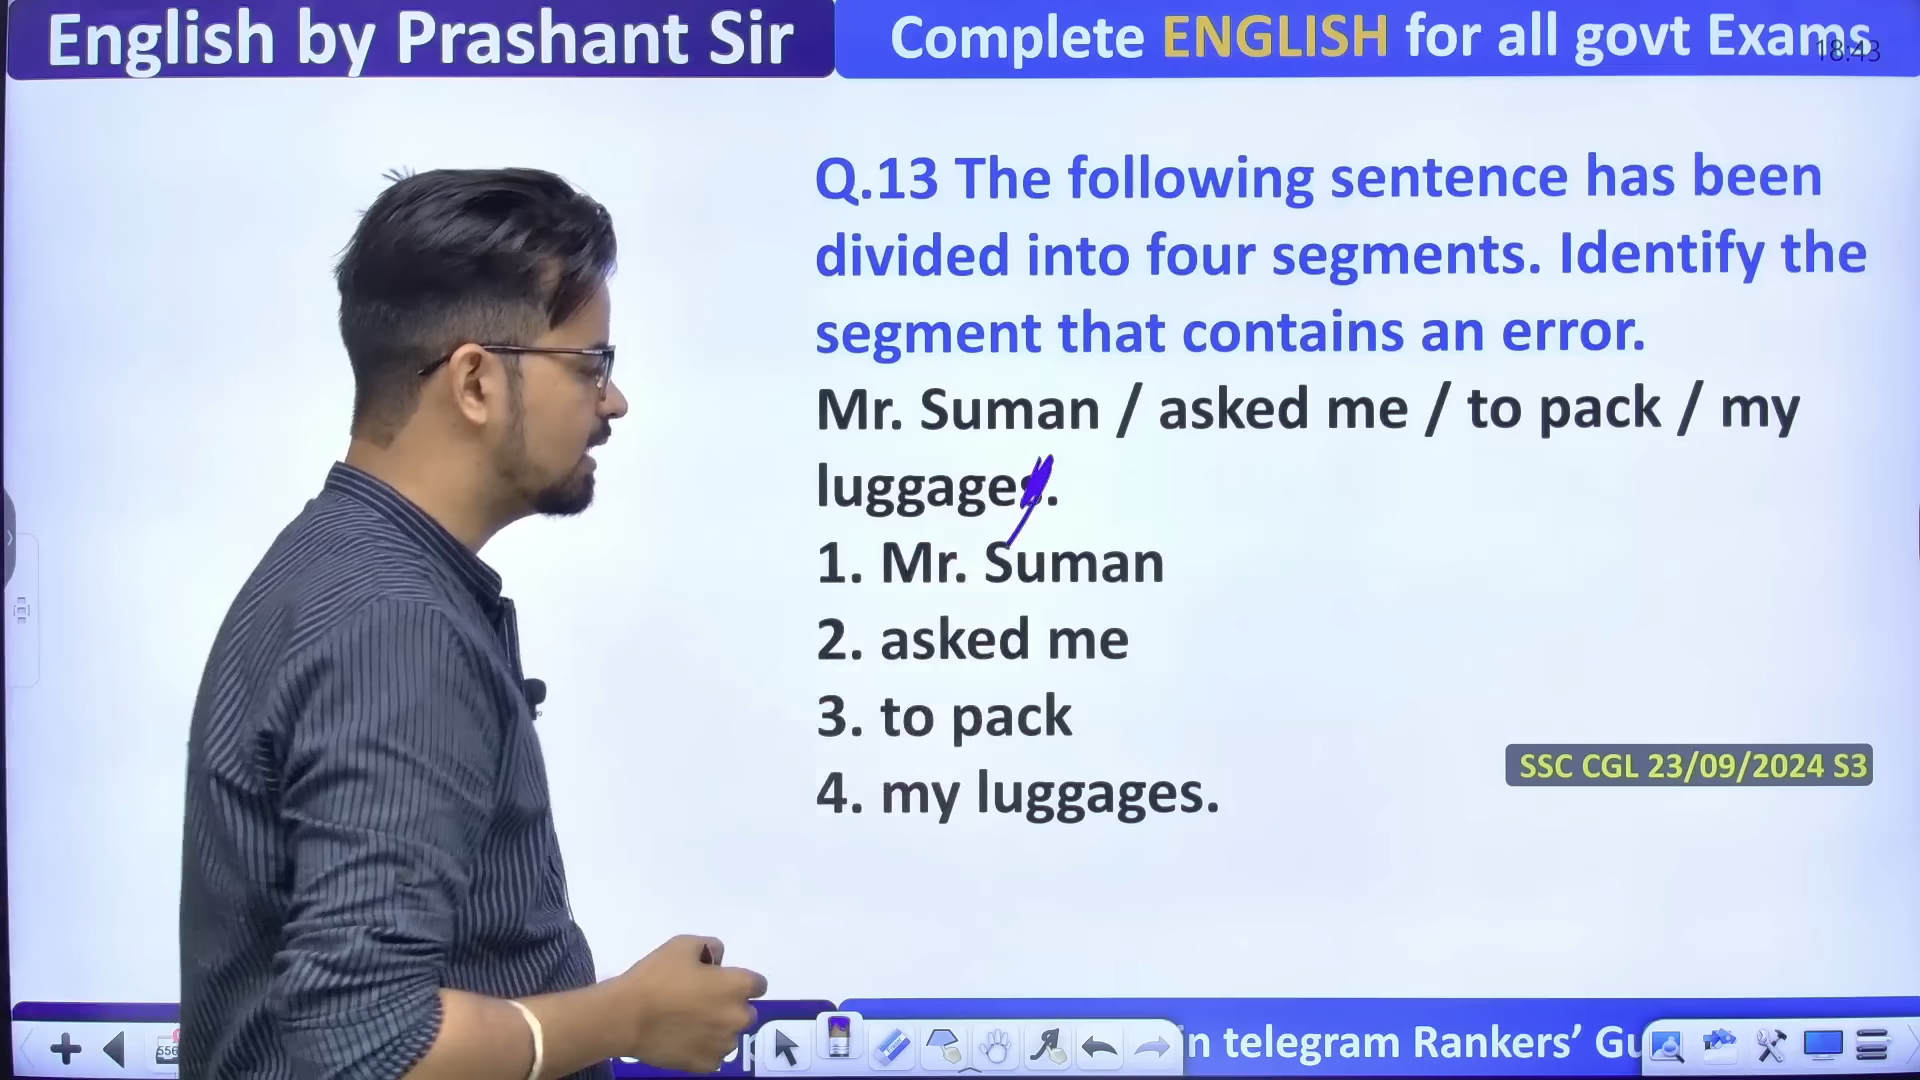 English by Prashant Sir
Complete ENGLISH for all govt Exams
18:43
Q.13 The following sentence has been
divided into four segments. Identify the
segment that contains an error.
Mr. Suman / asked me / to pack / my
luggages.
1. Mr. Suman
2. asked me
3. to pack
SSC CGL 23/09/2024 S3
4. my luggages.
in telegram Rankers’ Gu